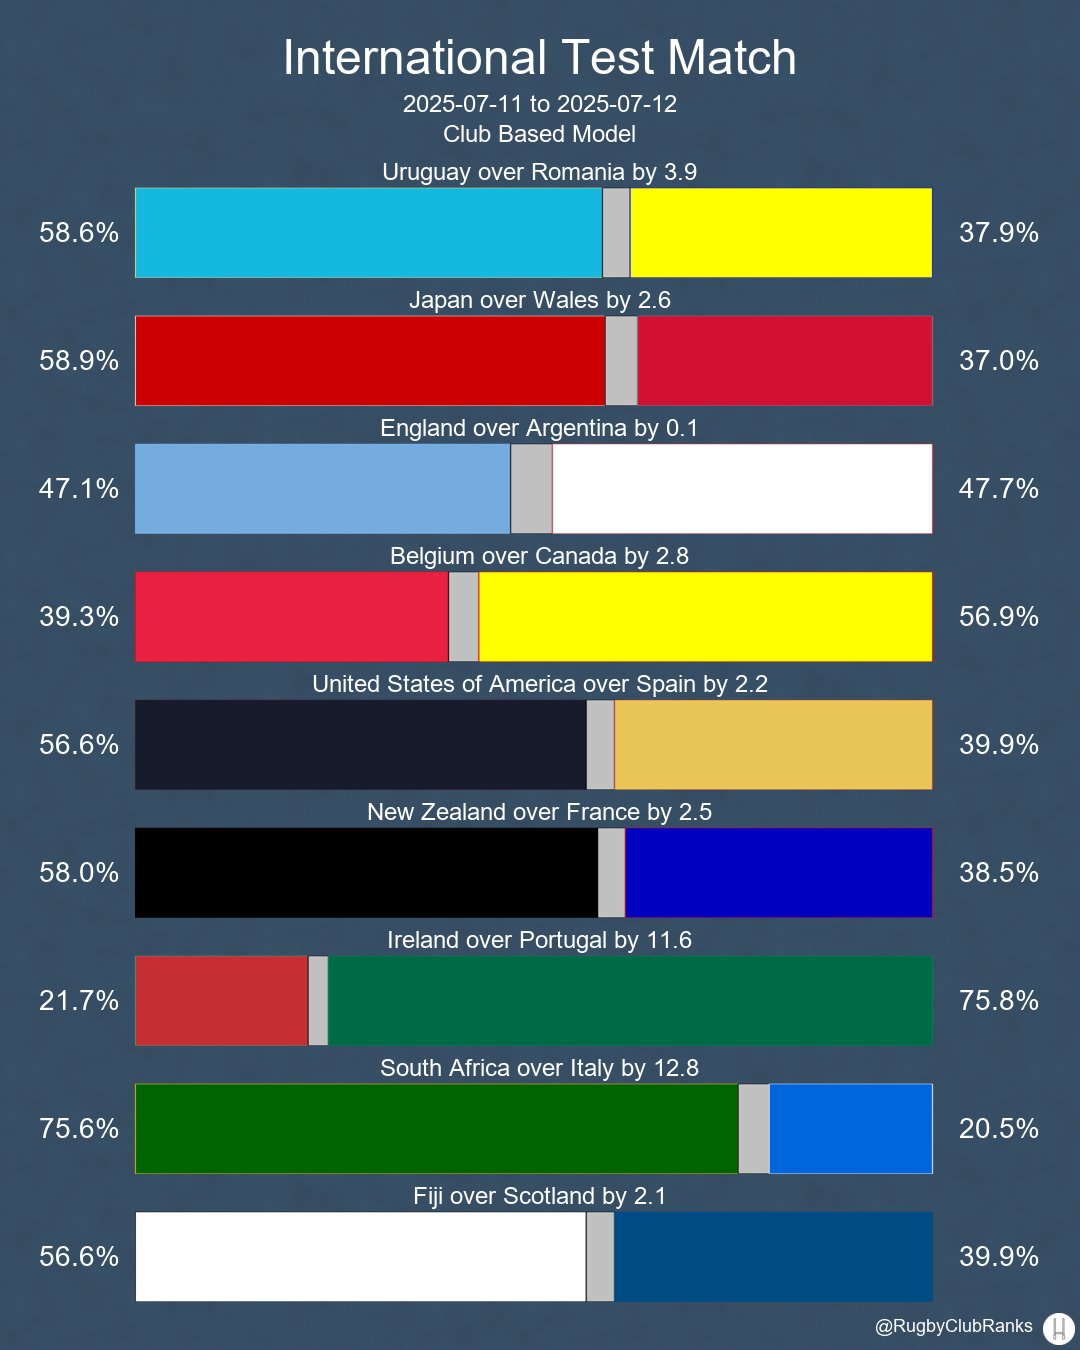 International Test Match
2025-07-11 to 2025-07-12
Club Based Model
Uruguay over Romania by 3.9
58.6%
37.9%
Japan over Wales by 2.6
58.9%
37.0%
England over Argentina by 0.1
47.1%
47.7%
Belgium over Canada by 2.8
39.3%
56.9%
United States of America over Spain by 2.2
56.6%
39.9%
New Zealand over France by 2.5
58.0%
38.5%
Ireland over Portugal by 11.6
21.7%
75.8%
South Africa over Italy by 12.8
75.6%
20.5%
Fiji over Scotland by 2.1
56.6%
39.9%
@RugbyClubRanks